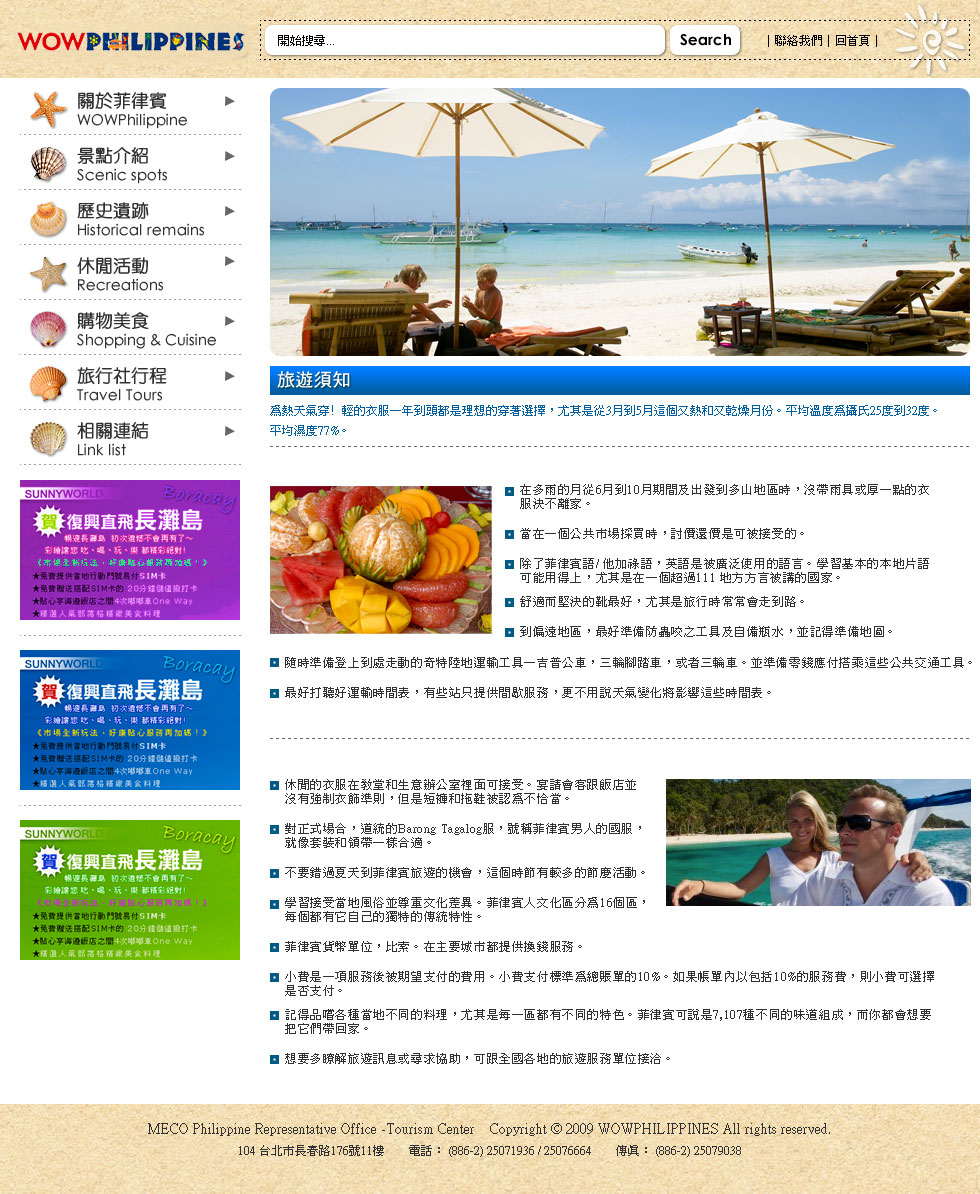 WOWPHILIPPINES
開始搜尋...
Search
| 聯絡我們 | 回首頁 |
關於菲律賓
WOWPhilippine
景點介紹
Scenic spots
歷史遺跡
Historical remains
休閒活動
Recreations
購物美食
Shopping & Cuisine
旅行社行程
Travel Tours
相關連結
Link list
SUNNYWORLD Boracay
賀 復興直飛長灘島
暢遊長灘島 初次遊憾不會再有了~
彩繪讓您 吃、喝、玩、樂 都精彩絕對!
《市場全新玩法,好康貼心服務再加碼!》
★免費提供當地行動門號易付SIM卡
★免費贈送搭配SIM卡的 20分鐘儲值撥打卡
★貼心享海邊飯店之間4次嘟嘟車One Way
★精選人氣部落格精緻美食料理
SUNNYWORLD Boracay
賀 復興直飛長灘島
暢遊長灘島 初次遊憾不會再有了~
彩繪讓您 吃、喝、玩、樂 都精彩絕對!
《市場全新玩法,好康貼心服務再加碼!》
★免費提供當地行動門號易付SIM卡
★免費贈送搭配SIM卡的 20分鐘儲值撥打卡
★貼心享海邊飯店之間4次嘟嘟車One Way
★精選人氣部落格精緻美食料理
SUNNYWORLD Boracay
賀 復興直飛長灘島
暢遊長灘島 初次遊憾不會再有了~
彩繪讓您 吃、喝、玩、樂 都精彩絕對!
《市場全新玩法,好康貼心服務再加碼!》
★免費提供當地行動門號易付SIM卡
★免費贈送搭配SIM卡的 20分鐘儲值撥打卡
★貼心享海邊飯店之間4次嘟嘟車One Way
★精選人氣部落格精緻美食料理
旅遊須知
為熱天氣穿! 輕的衣服一年到頭都是理想的穿著選擇,尤其是從3月到5月這個又熱和又乾燥月份。平均溫度為攝氏25度到32度。
平均濕度77%。
在多雨的月從6月到10月期間及出發到多山地區時,沒帶雨具或厚一點的衣
服決不離家。
當在一個公共市場採買時,討價還價是可被接受的。
除了菲律賓語/ 他加祿語,英語是被廣泛使用的語言。學習基本的本地片語
可能用得上,尤其是在一個超過111 地方方言被講的國家。
舒適而堅決的靴最好,尤其是旅行時常常會走到路。
到偏遠地區,最好準備防蟲咬之工具及自備瓶水,並記得準備地圖。
隨時準備登上到處走動的奇特陸地運輸工具一吉普公車,三輪腳踏車,或者三輪車。並準備零錢應付搭乘這些公共交通工具。
最好打聽好運輸時間表,有些站只提供間歇服務,更不用說天氣變化將影響這些時間表。
休閒的衣服在教堂和生意辦公室裡面可接受。宴請會客跟飯店並
沒有強制衣飾準則,但是短褲和拖鞋被認為不恰當。
對正式場合,道統的Barong Tagalog服,號稱菲律賓男人的國服,
就像套裝和領帶一樣合適。
不要錯過夏天到菲律賓旅遊的機會,這個時節有較多的節慶活動。
學習接受當地風俗並尊重文化差異。菲律賓人文化區分為16個區,
每個都有它自己的獨特的傳統特性。
菲律賓貨幣單位,比索。在主要城市都提供換錢服務。
小費是一項服務後被期望支付的費用。小費支付標準為總賬單的10%。如果帳單內以包括10%的服務費,則小費可選擇
是否支付。
記得品嚐各種當地不同的料理,尤其是每一區都有不同的特色。菲律賓可說是7,107種不同的味道組成,而你都會想要
把它們帶回家。
想要多瞭解旅遊訊息或尋求協助,可跟全國各地的旅遊服務單位接洽。
MECO Philippine Representative Office -Tourism Center Copyright © 2009 WOWPHILIPPINES All rights reserved.
104 台北市長春路176號11樓 電話: (886-2) 25071936 / 25076664 傳真: (886-2) 25079038